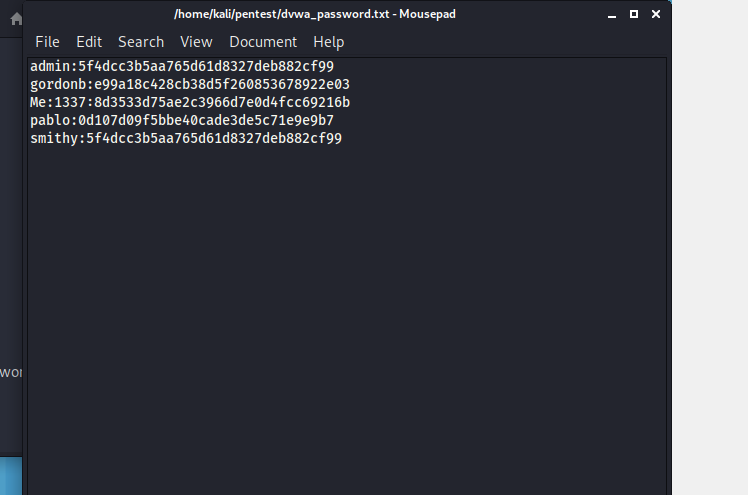 /home/kali/pentest/dvwa_password.txt - Mousepad
File Edit Search View Document Help
admin:5f4dcc3b5aa765d61d8327deb882cf99
gordonb:e99a18c428cb38d5f260853678922e03
Me:1337:8d3533d75ae2c3966d7e0d4fcc69216b
pablo:0d107d09f5bbe40cade3de5c71e9e9b7
smithy:5f4dcc3b5aa765d61d8327deb882cf99